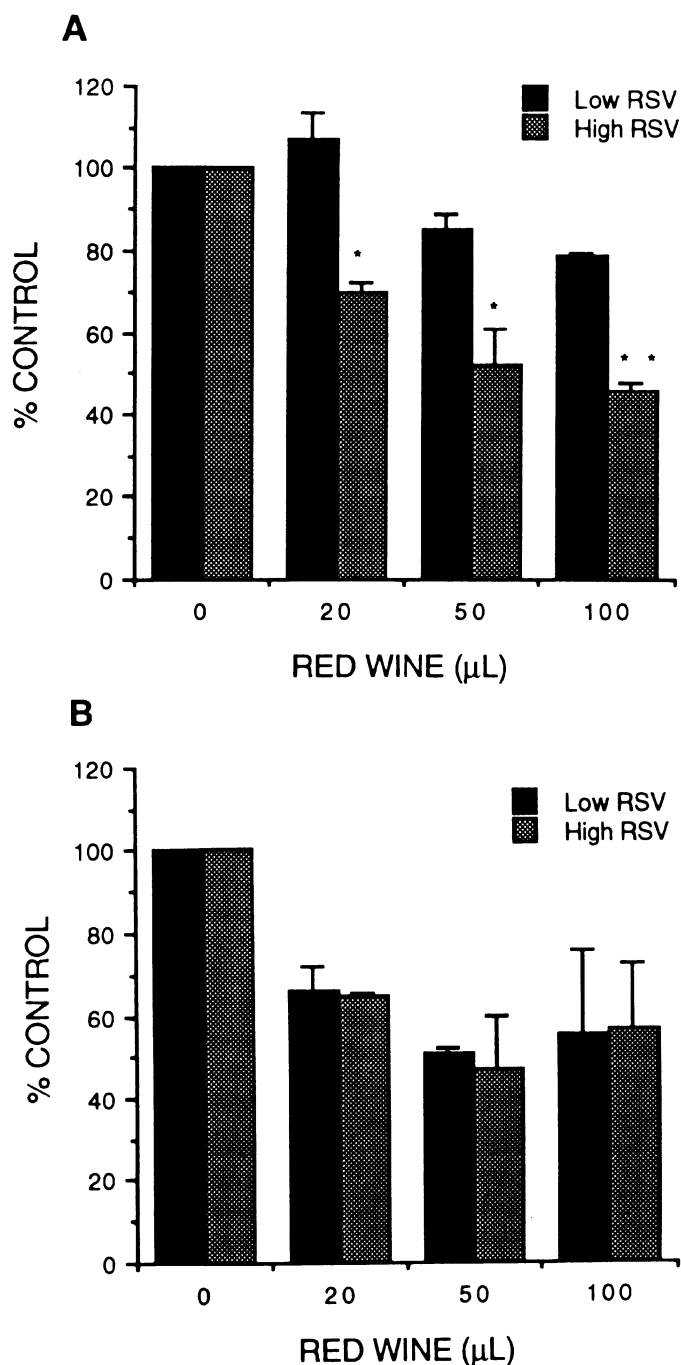 A
120
100
80
60
40
20
0
% CONTROL
Low RSV
High RSV
*
*
* *
0 20 50 100
RED WINE (μL)
B
120
100
80
60
40
20
0
% CONTROL
Low RSV
High RSV
0 20 50 100
RED WINE (μL)